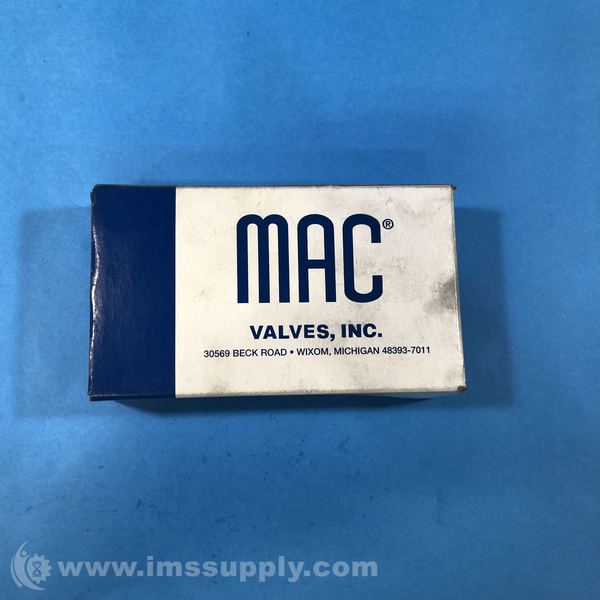 MAC®
VALVES, INC.
30569 BECK ROAD • WIXOM, MICHIGAN 48393-7011
www.imssupply.com